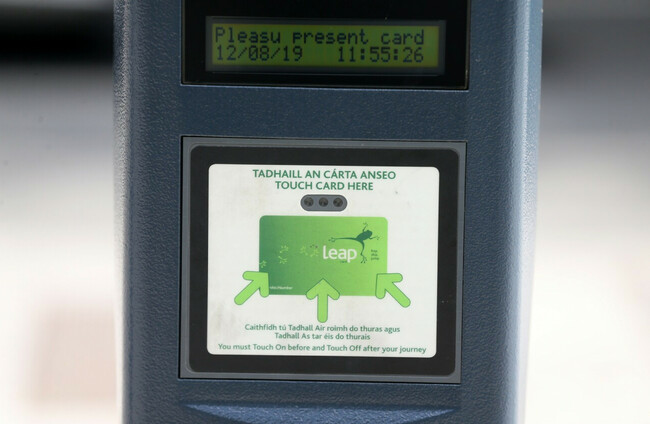 Pleasu present card
12/08/19 11:55:26
TADHAILL AN CÁRTA ANSEO
TOUCH CARD HERE
leap
Caithfidh tú Tadhall Air roimh do thuras agus
Tadhall As tar éis do thurais
You must Touch On before and Touch Off after your journey